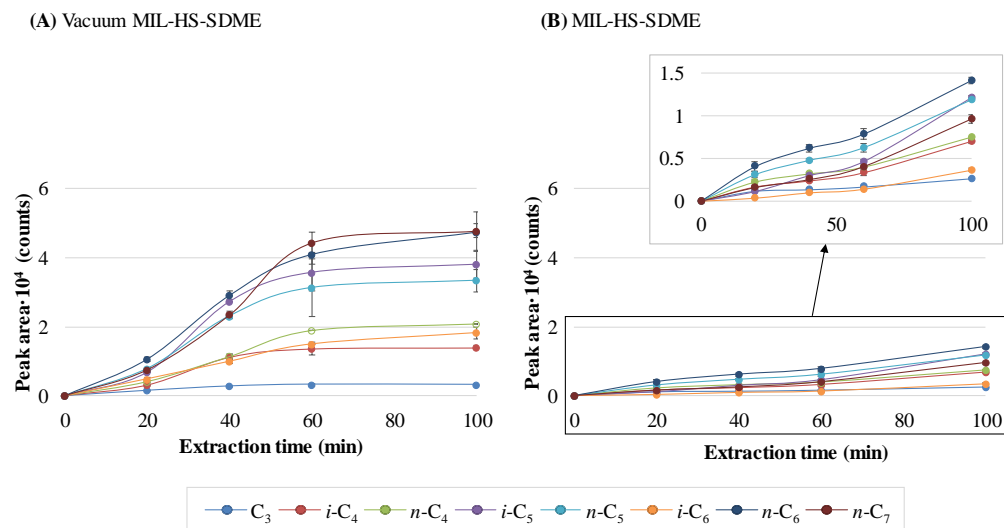 (A) Vacuum MIL-HS-SDME
(B) MIL-HS-SDME
Peak area·10⁴ (counts)
6
4
2
0
0 20 40 60 80 100
Extraction time (min)
1.5
1
0.5
0
0 50 100
Peak area·10⁴ (counts)
6
4
2
0
0 20 40 60 80 100
Extraction time (min)
C₃ i-C₄ n-C₄ i-C₅ n-C₅ i-C₆ n-C₆ n-C₇